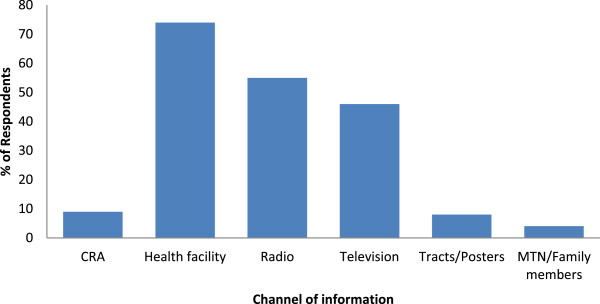 80
70
60
50
40
30
20
10
0
% of Respondents
CRA Health facility Radio Television Tracts/Posters MTN/Family
members
Channel of information